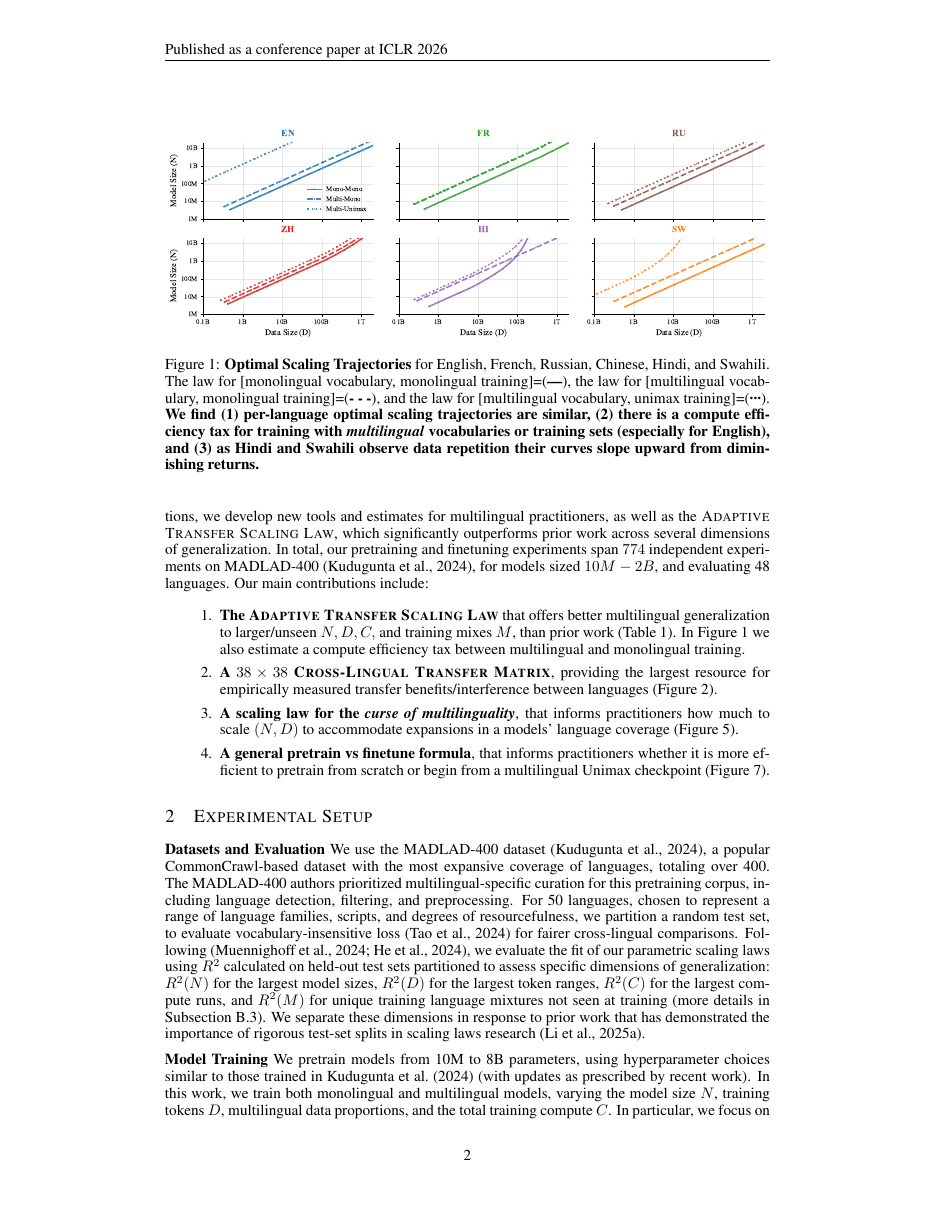 Published as a conference paper at ICLR 2026
EN
FR
RU
10B
1B
100M
1M
Model Size (N)
Mono-Mono
Multi-Mono
Multi-Unimax
ZH
HI
SW
10B
1B
100M
10M
1M
Model Size (N)
0.1B 1B 10B 100B 1T
0.1B 1B 10B 100B 1T
0.1B 1B 10B 100B 1T
Data Size (D)
Data Size (D)
Data Size (D)
Figure 1: Optimal Scaling Trajectories for English, French, Russian, Chinese, Hindi, and Swahili.
The law for [monolingual vocabulary, monolingual training]=(—), the law for [multilingual vocab-
ulary, monolingual training]=(- - -), and the law for [multilingual vocabulary, unimax training]=(···).
We find (1) per-language optimal scaling trajectories are similar, (2) there is a compute effi-
ciency tax for training with multilingual vocabularies or training sets (especially for English),
and (3) as Hindi and Swahili observe data repetition their curves slope upward from dimin-
ishing returns.
tions, we develop new tools and estimates for multilingual practitioners, as well as the ADAPTIVE
TRANSFER SCALING LAW, which significantly outperforms prior work across several dimensions
of generalization. In total, our pretraining and finetuning experiments span 774 independent experi-
ments on MADLAD-400 (Kudugunta et al., 2024), for models sized 10M − 2B, and evaluating 48
languages. Our main contributions include:
1. The ADAPTIVE TRANSFER SCALING LAW that offers better multilingual generalization
to larger/unseen N, D, C, and training mixes M, than prior work (Table 1). In Figure 1 we
also estimate a compute efficiency tax between multilingual and monolingual training.
2. A 38 × 38 CROSS-LINGUAL TRANSFER MATRIX, providing the largest resource for
empirically measured transfer benefits/interference between languages (Figure 2).
3. A scaling law for the curse of multilinguality, that informs practitioners how much to
scale (N, D) to accommodate expansions in a models' language coverage (Figure 5).
4. A general pretrain vs finetune formula, that informs practitioners whether it is more ef-
ficient to pretrain from scratch or begin from a multilingual Unimax checkpoint (Figure 7).
2 EXPERIMENTAL SETUP
Datasets and Evaluation We use the MADLAD-400 dataset (Kudugunta et al., 2024), a popular
CommonCrawl-based dataset with the most expansive coverage of languages, totaling over 400.
The MADLAD-400 authors prioritized multilingual-specific curation for this pretraining corpus, in-
cluding language detection, filtering, and preprocessing. For 50 languages, chosen to represent a
range of language families, scripts, and degrees of resourcefulness, we partition a random test set,
to evaluate vocabulary-insensitive loss (Tao et al., 2024) for fairer cross-lingual comparisons. Fol-
lowing (Muennighoff et al., 2024; He et al., 2024), we evaluate the fit of our parametric scaling laws
using R² calculated on held-out test sets partitioned to assess specific dimensions of generalization:
R²(N) for the largest model sizes, R²(D) for the largest token ranges, R²(C) for the largest com-
pute runs, and R²(M) for unique training language mixtures not seen at training (more details in
Subsection B.3). We separate these dimensions in response to prior work that has demonstrated the
importance of rigorous test-set splits in scaling laws research (Li et al., 2025a).
Model Training We pretrain models from 10M to 8B parameters, using hyperparameter choices
similar to those trained in Kudugunta et al. (2024) (with updates as prescribed by recent work). In
this work, we train both monolingual and multilingual models, varying the model size N, training
tokens D, multilingual data proportions, and the total training compute C. In particular, we focus on
2